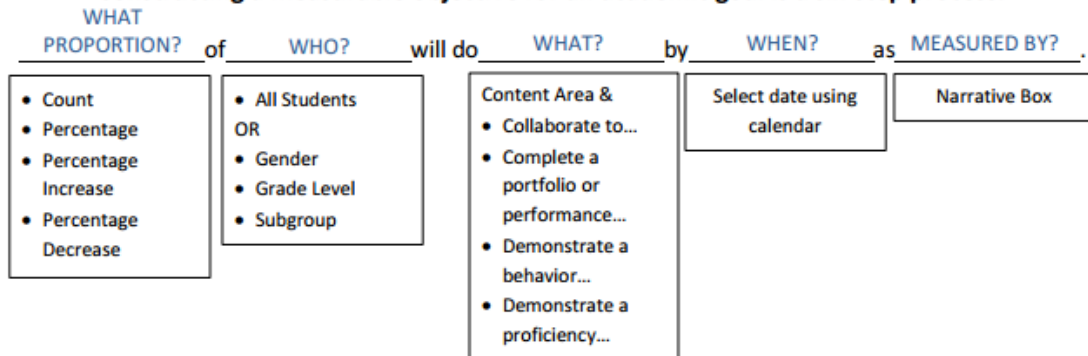 WHAT
PROPORTION? of WHO? will do WHAT? by WHEN? as MEASURED BY? .
• Count
• Percentage
• Percentage
Increase
• Percentage
Decrease
• All Students
OR
• Gender
• Grade Level
• Subgroup
Content Area &
• Collaborate to…
• Complete a
portfolio or
performance…
• Demonstrate a
behavior…
• Demonstrate a
proficiency…
Select date using
calendar
Narrative Box